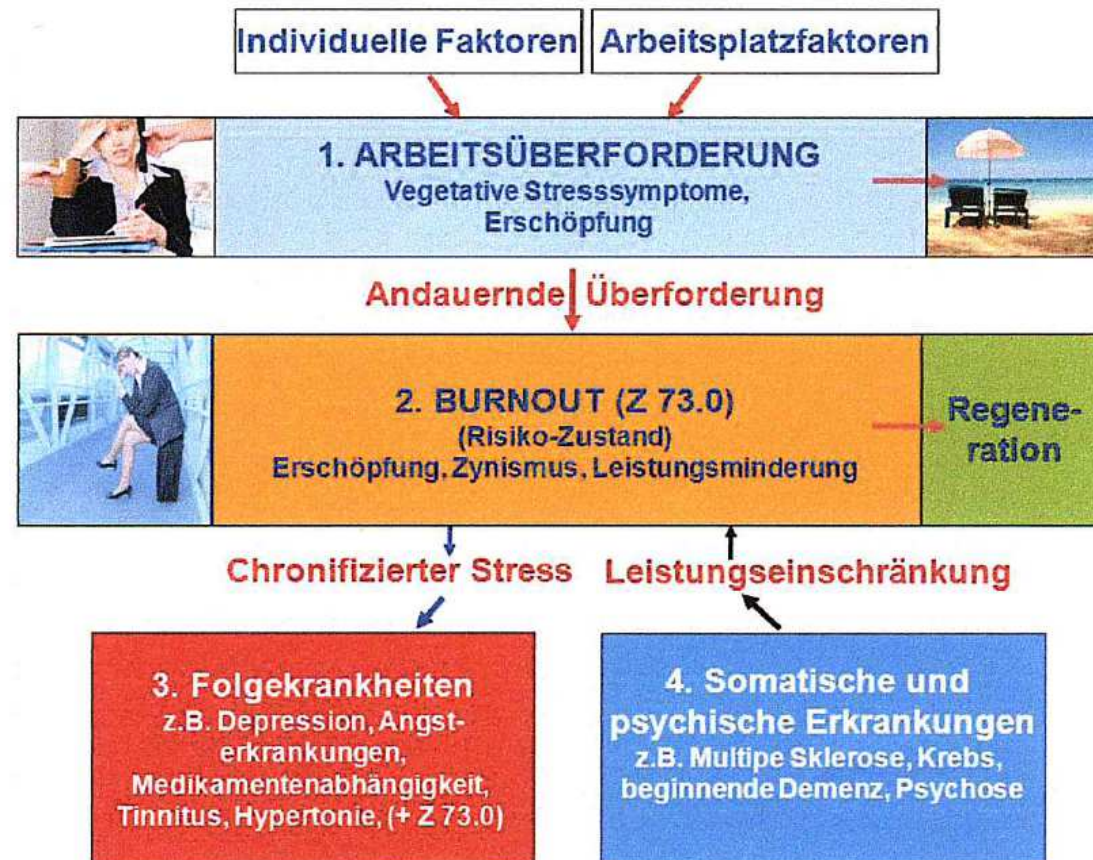 Individuelle Faktoren
Arbeitsplatzfaktoren
1. ARBEITSÜBERFORDERUNG
Vegetative Stresssymptome,
Erschöpfung
Andauernde Überforderung
2. BURNOUT (Z 73.0)
(Risiko-Zustand)
Erschöpfung, Zynismus, Leistungsminderung
Regene-
ration
Chronifizierter Stress
Leistungseinschränkung
3. Folgekrankheiten
z.B. Depression, Angst-
erkrankungen,
Medikamentenabhängigkeit,
Tinnitus, Hypertonie, (+ Z 73.0)
4. Somatische und
psychische Erkrankungen
z.B. Multipe Sklerose, Krebs,
beginnende Demenz, Psychose